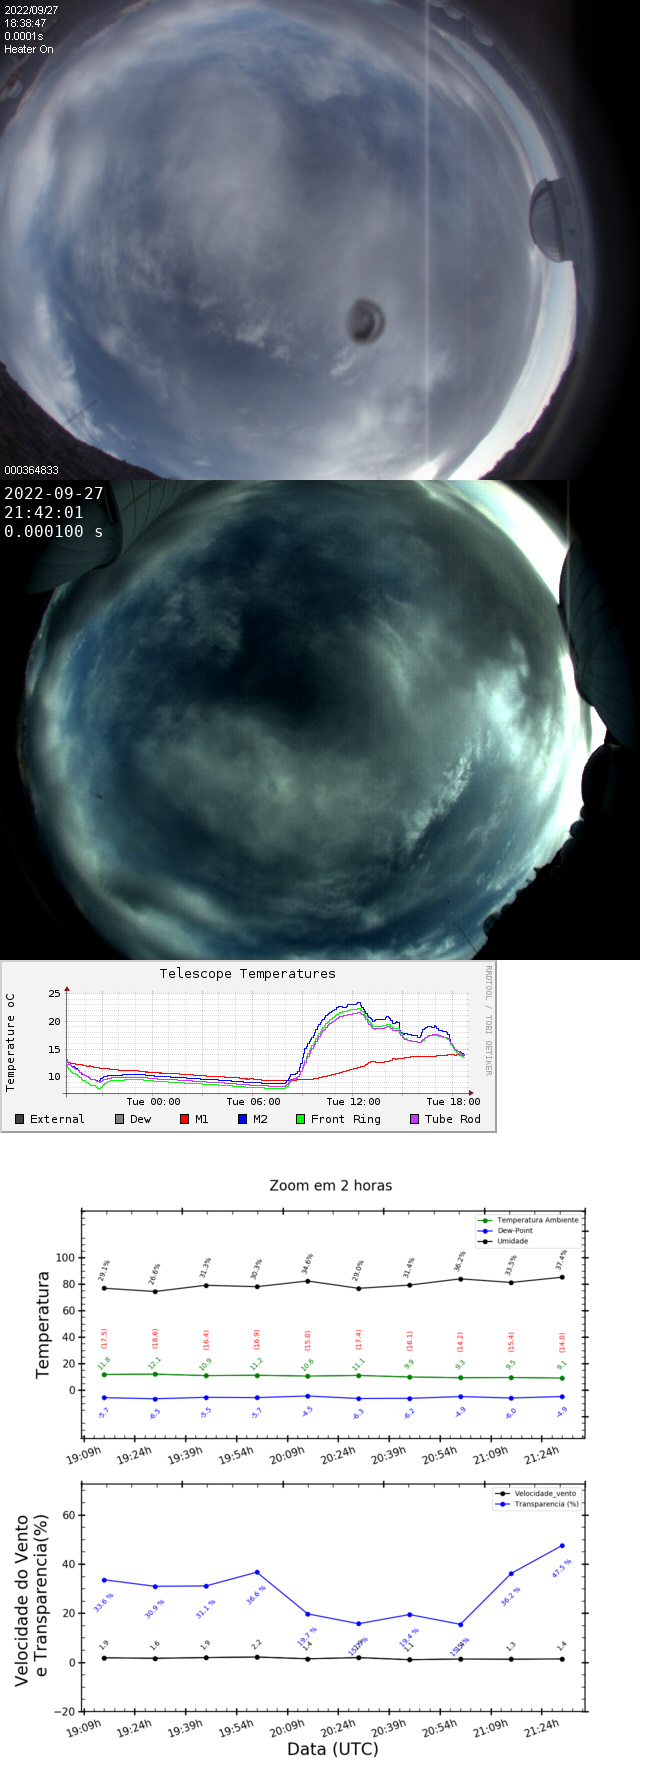 2022/09/27
18:38:47
0.0001s
Heater On
000364833
2022-09-27
21:42:01
0.000100 s
Telescope Temperatures
RRDTOOL / TOBI OETIKER
Temperature oC
25
20
15
10
Tue 00:00 Tue 06:00 Tue 12:00 Tue 18:00
External Dew M1 M2 Front Ring Tube Rod
Zoom em 2 horas
Temperatura Ambiente
Dew-Point
Umidade
Temperatura
100
80
60
40
20
0
29.1% 26.6% 31.3% 30.3% 34.6% 29.0% 31.4% 36.2% 33.5% 37.4%
(17.5) (18.6) (16.4) (16.9) (15.0) (17.4) (16.1) (14.2) (15.4) (14.0)
11.8 12.1 10.9 11.2 10.6 11.1 9.9 9.3 9.5 9.1
-5.7 -6.5 -5.5 -5.7 -4.5 -6.3 -6.2 -4.9 -6.0 -4.9
19:09h 19:24h 19:39h 19:54h 20:09h 20:24h 20:39h 20:54h 21:09h 21:24h
Velocidade_vento
Transparencia (%)
Velocidade do Vento
e Transparencia(%)
60
40
20
0
−20
33.6 % 30.9 % 31.1 % 36.6 % 19.7 % 19.4 % 36.2 % 47.5 %
1.9 1.6 1.9 2.2 1.4 1.1 1.3 1.4
19:09h 19:24h 19:39h 19:54h 20:09h 20:24h 20:39h 20:54h 21:09h 21:24h
Data (UTC)